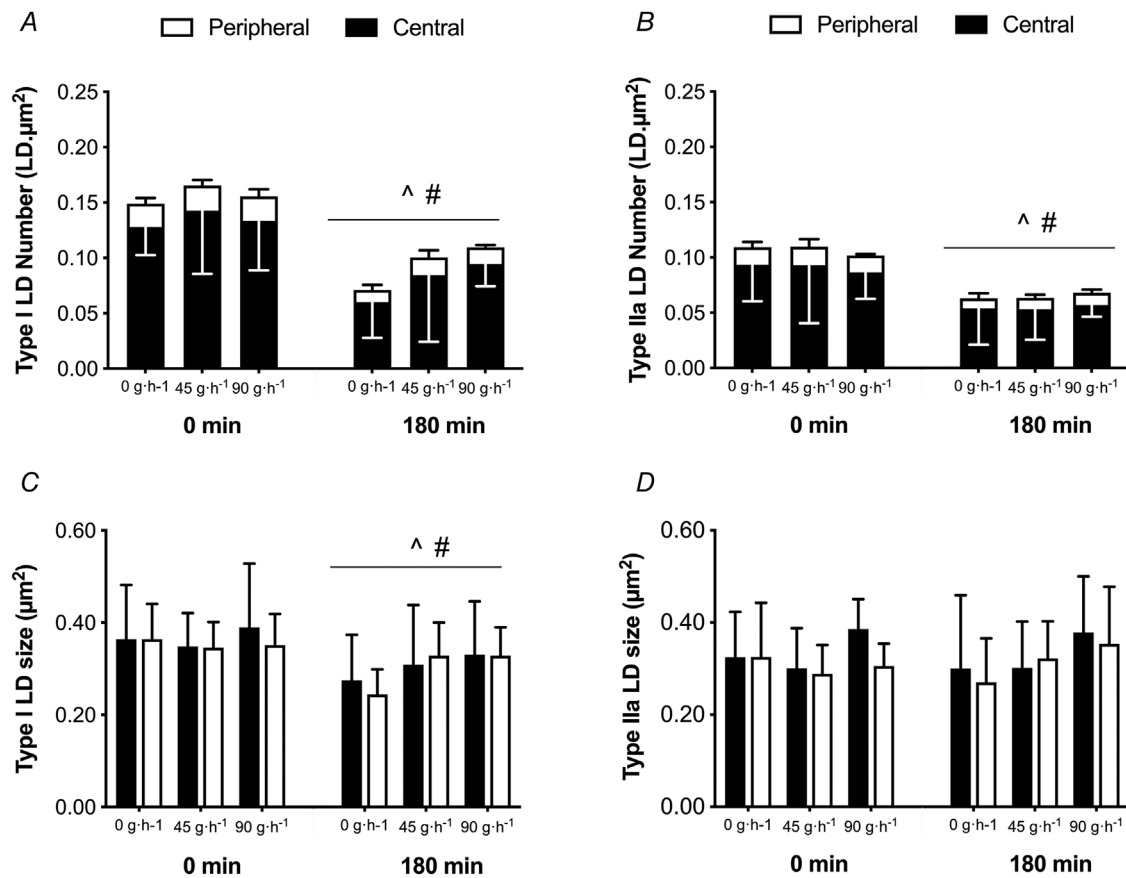 A
Peripheral Central
Type I LD Number (LD.µm²)
0.25
0.20
0.15
0.10
0.05
0.00
^ #
0 g·h-1 45 g·h⁻¹ 90 g·h⁻¹ 0 g·h-1 45 g·h⁻¹ 90 g·h⁻¹
0 min 180 min
B
Peripheral Central
Type IIa LD Number (LD.µm²)
0.25
0.20
0.15
0.10
0.05
0.00
^ #
0 g·h-1 45 g·h⁻¹ 90 g·h⁻¹ 0 g·h-1 45 g·h⁻¹ 90 g·h⁻¹
0 min 180 min
C
Type I LD size (µm²)
0.60
0.40
0.20
0.00
^ #
0 g·h-1 45 g·h⁻¹ 90 g·h⁻¹ 0 g·h-1 45 g·h⁻¹ 90 g·h⁻¹
0 min 180 min
D
Type IIa LD size (µm²)
0.60
0.40
0.20
0.00
0 g·h-1 45 g·h⁻¹ 90 g·h⁻¹ 0 g·h-1 45 g·h⁻¹ 90 g·h⁻¹
0 min 180 min